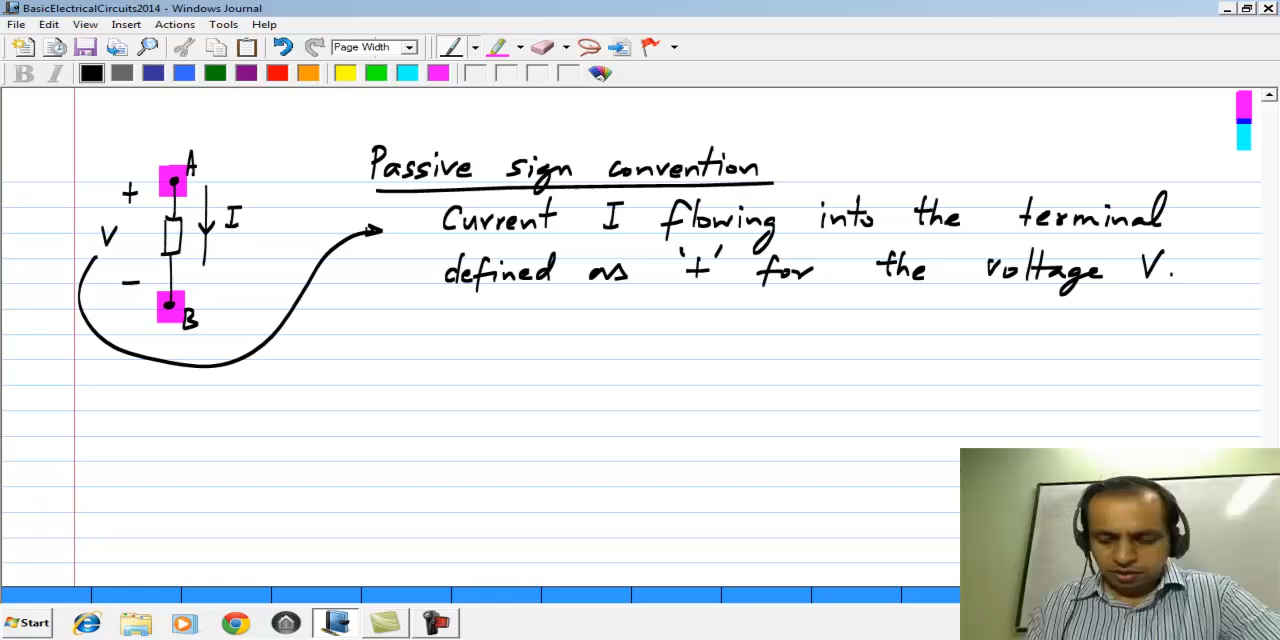 BasicElectricalCircuits2014 - Windows Journal
File Edit View Insert Actions Tools Help
Page Width
B I
A
+
I
V
−
B
Passive sign convention
Current I flowing into the terminal
defined as '+' for the voltage V.
Start